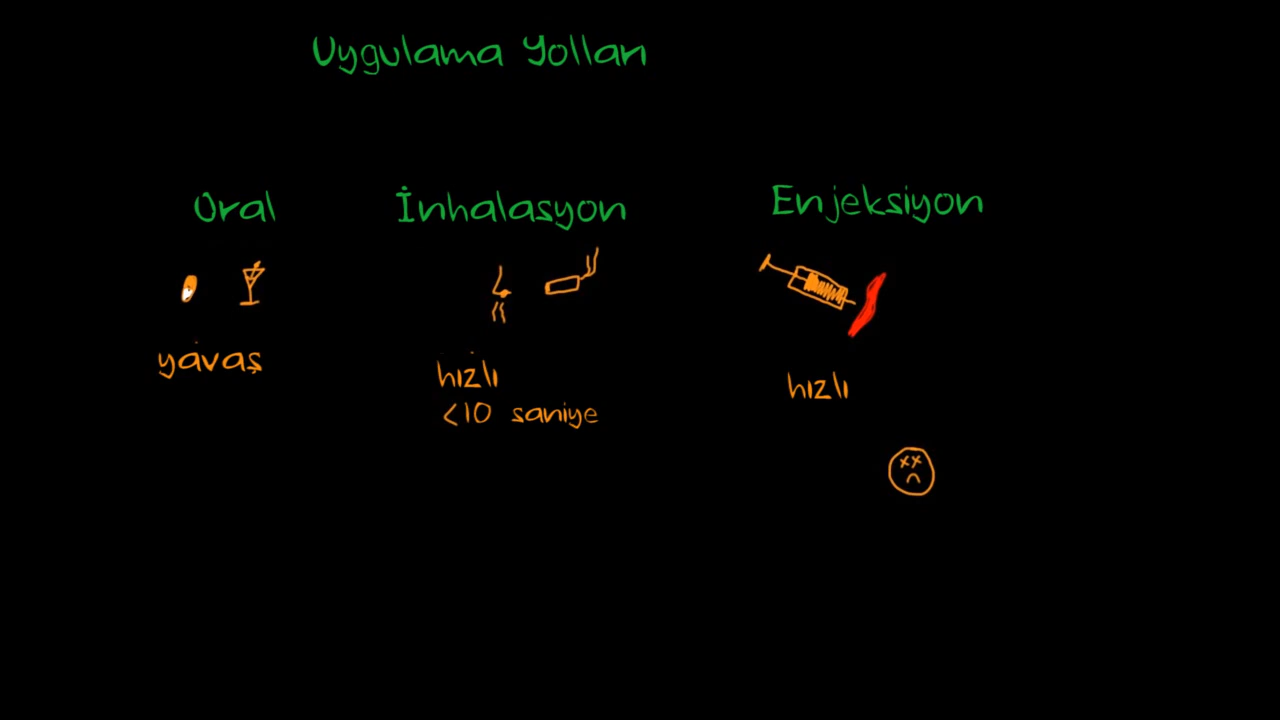 Uygulama Yolları
Oral
İnhalasyon
Enjeksiyon
yavaş
hızlı
<10 saniye
hızlı